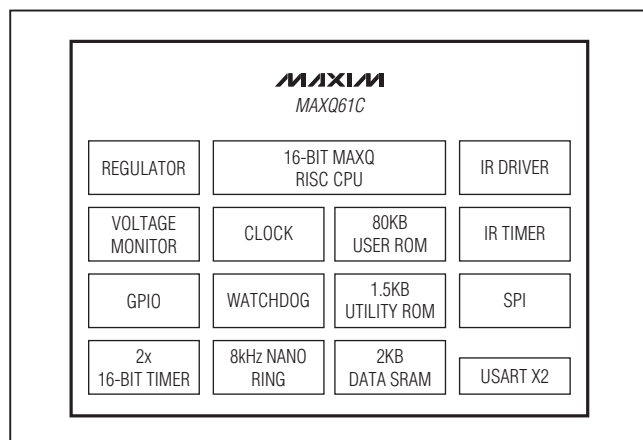 MAXIM
MAXQ61C
REGULATOR
16-BIT MAXQ
RISC CPU
IR DRIVER
VOLTAGE
MONITOR
CLOCK
80KB
USER ROM
IR TIMER
GPIO
WATCHDOG
1.5KB
UTILITY ROM
SPI
2x
16-BIT TIMER
8kHz NANO
RING
2KB
DATA SRAM
USART X2